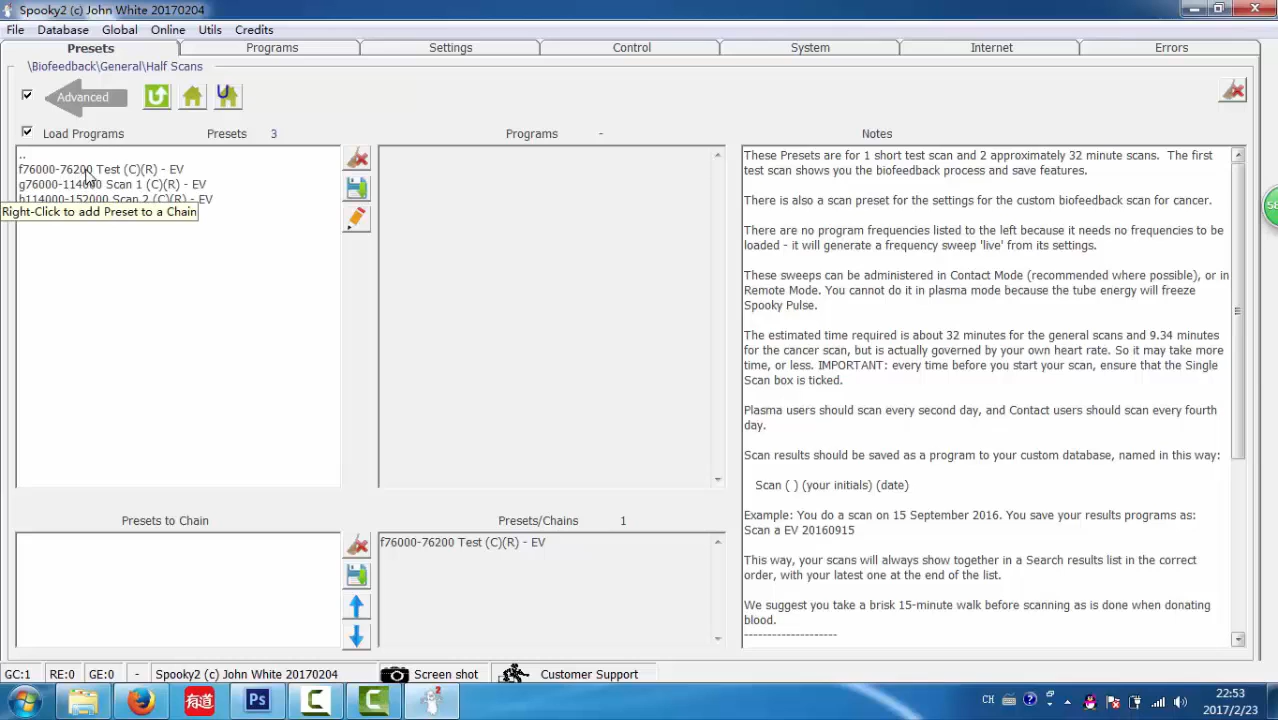 Spooky2 (c) John White 20170204
File Database Global Online Utils Credits
Presets Programs Settings Control System Internet Errors
\Biofeedback\General\Half Scans
Advanced
Load Programs Presets 3 Programs - Notes
..
f76000-76200 Test (C)(R) - EV
g76000-114000 Scan 1 (C)(R) - EV
h114000-152000 Scan 2 (C)(R) - EV
Right-Click to add Preset to a Chain
These Presets are for 1 short test scan and 2 approximately 32 minute scans. The first
test scan shows you the biofeedback process and save features.
There is also a scan preset for the settings for the custom biofeedback scan for cancer.
There are no program frequencies listed to the left because it needs no frequencies to be
loaded - it will generate a frequency sweep 'live' from its settings.
These sweeps can be administered in Contact Mode (recommended where possible), or in
Remote Mode. You cannot do it in plasma mode because the tube energy will freeze
Spooky Pulse.
The estimated time required is about 32 minutes for the general scans and 9.34 minutes
for the cancer scan, but is actually governed by your own heart rate. So it may take more
time, or less. IMPORTANT: every time before you start your scan, ensure that the Single
Scan box is ticked.
Plasma users should scan every second day, and Contact users should scan every fourth
day.
Scan results should be saved as a program to your custom database, named in this way:
Scan ( ) (your initials) (date)
Example: You do a scan on 15 September 2016. You save your results programs as:
Scan a EV 20160915
This way, your scans will always show together in a Search results list in the correct
order, with your latest one at the end of the list.
We suggest you take a brisk 15-minute walk before scanning as is done when donating
blood.
--------------------
Presets to Chain Presets/Chains 1
f76000-76200 Test (C)(R) - EV
GC:1 RE:0 GE:0 - Spooky2 (c) John White 20170204 Screen shot Customer Support
有道 Ps CH 22:53
2017/2/23